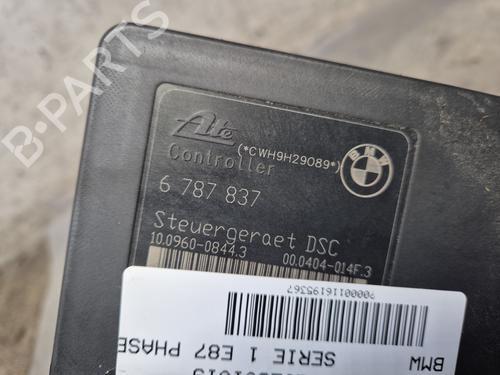 Ate
(*CWH9H29089*)
BMW
Controller
6 787 837
Steuergeraet DSC
10.0960-0844.3
00.0404-014F.3
7000011619536
SERIE 1 E87 PHASE
BMW
B-PARTS